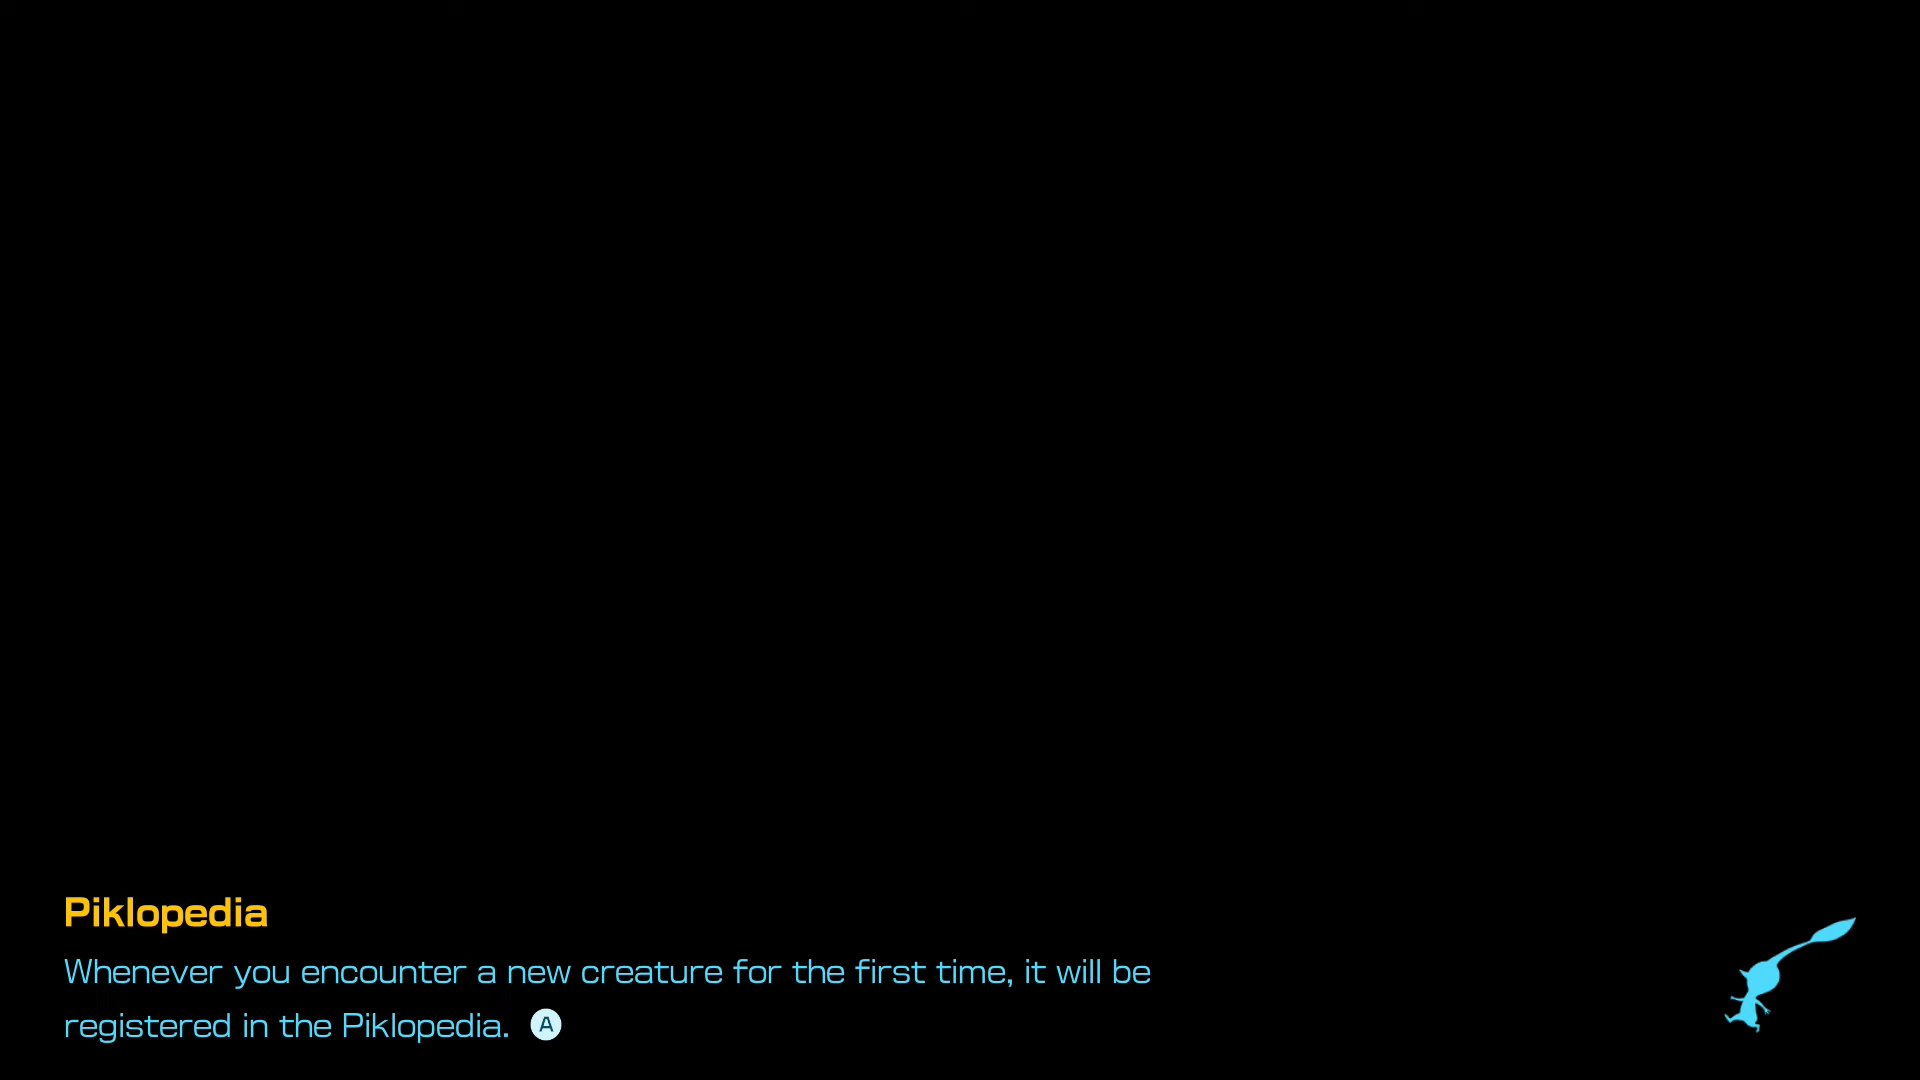 Piklopedia
Whenever you encounter a new creature for the first time, it will be
registered in the Piklopedia. A